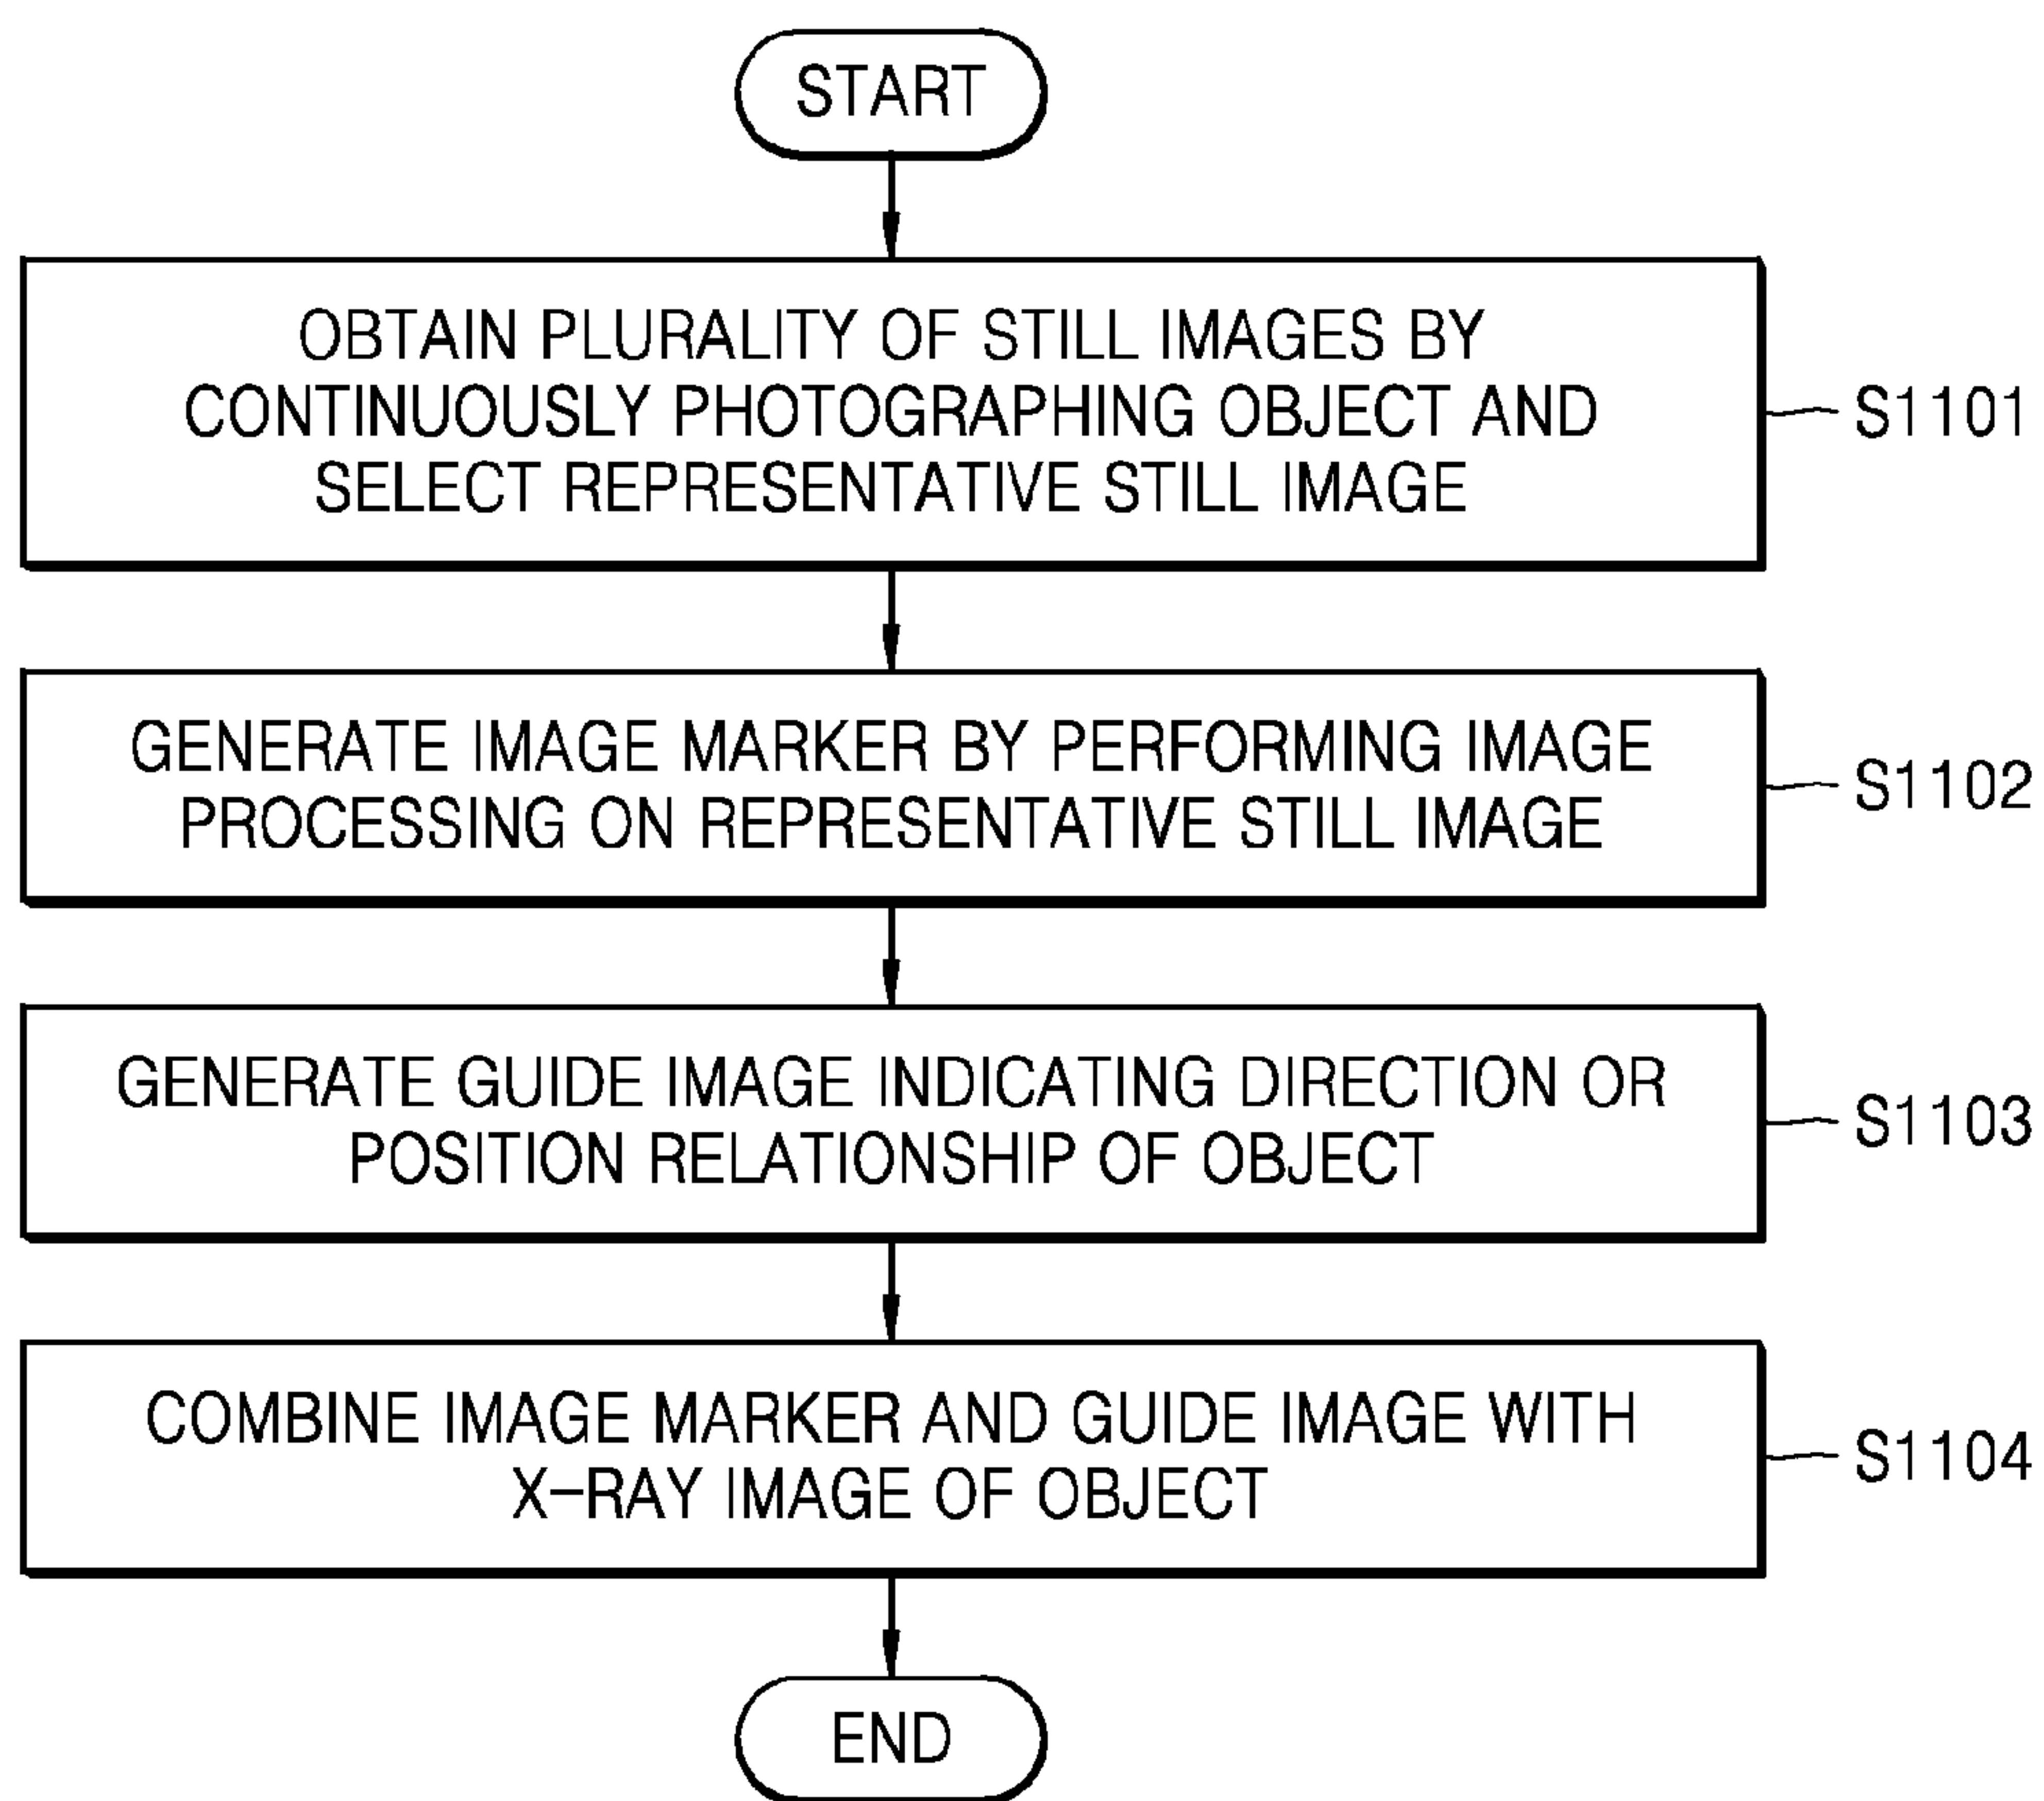 START
OBTAIN PLURALITY OF STILL IMAGES BY
CONTINUOUSLY PHOTOGRAPHING OBJECT AND
SELECT REPRESENTATIVE STILL IMAGE
S1101
GENERATE IMAGE MARKER BY PERFORMING IMAGE
PROCESSING ON REPRESENTATIVE STILL IMAGE
S1102
GENERATE GUIDE IMAGE INDICATING DIRECTION OR
POSITION RELATIONSHIP OF OBJECT
S1103
COMBINE IMAGE MARKER AND GUIDE IMAGE WITH
X-RAY IMAGE OF OBJECT
S1104
END